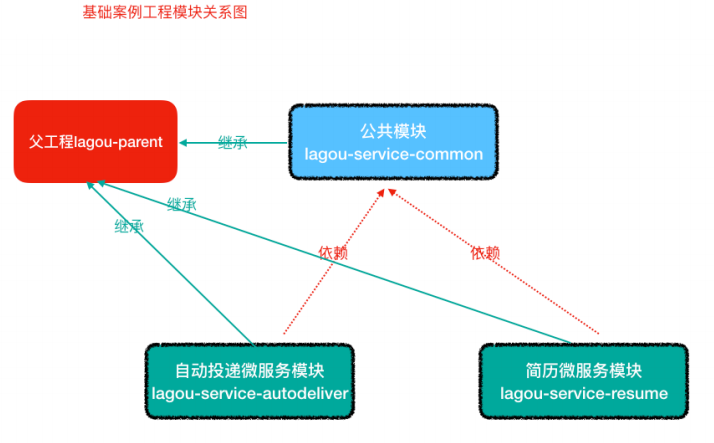 基础案例工程模块关系图
父工程lagou-parent
继承
公共模块
lagou-service-common
继承
继承
依赖
依赖
自动投递微服务模块
lagou-service-autodeliver
简历微服务模块
lagou-service-resume